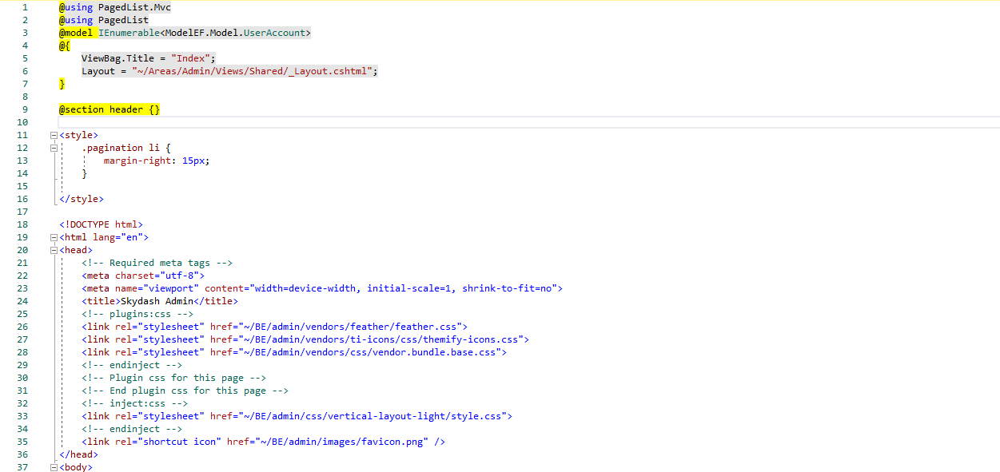 1 @using PagedList.Mvc
2 @using PagedList
3 @model IEnumerable<ModelEF.Model.UserAccount>
4 @{
5 ViewBag.Title = "Index";
6 Layout = "~/Areas/Admin/Views/Shared/_Layout.cshtml";
7 }
8
9 @section header {}
10
11 <style>
12 .pagination li {
13 margin-right: 15px;
14 }
15
16 </style>
17
18 <!DOCTYPE html>
19 <html lang="en">
20 <head>
21 <!-- Required meta tags -->
22 <meta charset="utf-8">
23 <meta name="viewport" content="width=device-width, initial-scale=1, shrink-to-fit=no">
24 <title>Skydash Admin</title>
25 <!-- plugins:css -->
26 <link rel="stylesheet" href="~/BE/admin/vendors/feather/feather.css">
27 <link rel="stylesheet" href="~/BE/admin/vendors/ti-icons/css/themify-icons.css">
28 <link rel="stylesheet" href="~/BE/admin/vendors/css/vendor.bundle.base.css">
29 <!-- endinject -->
30 <!-- Plugin css for this page -->
31 <!-- End plugin css for this page -->
32 <!-- inject:css -->
33 <link rel="stylesheet" href="~/BE/admin/css/vertical-layout-light/style.css">
34 <!-- endinject -->
35 <link rel="shortcut icon" href="~/BE/admin/images/favicon.png" />
36 </head>
37 <body>